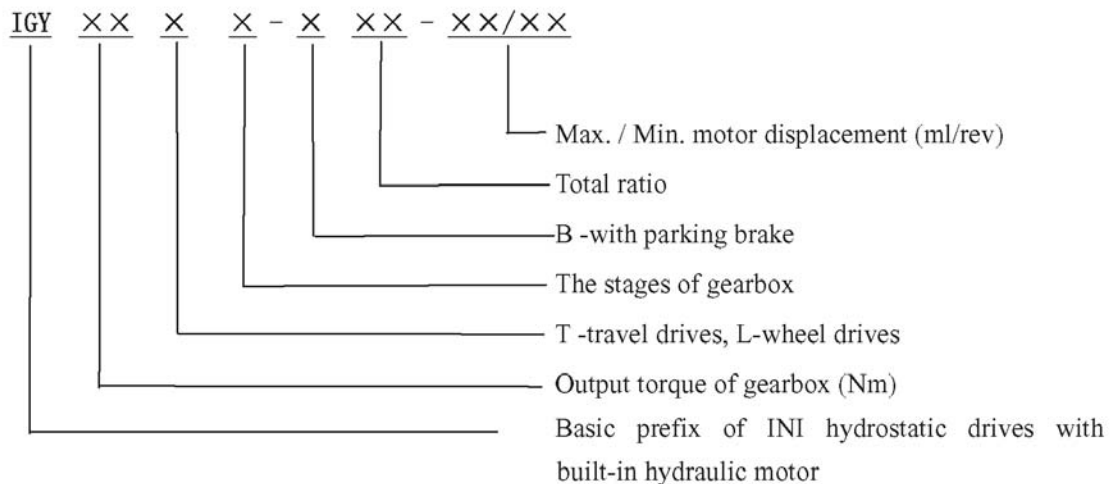 IGY ×× × × - × ×× - ××/××
Max. / Min. motor displacement (ml/rev)
Total ratio
B -with parking brake
The stages of gearbox
T -travel drives, L-wheel drives
Output torque of gearbox (Nm)
Basic prefix of INI hydrostatic drives with
built-in hydraulic motor